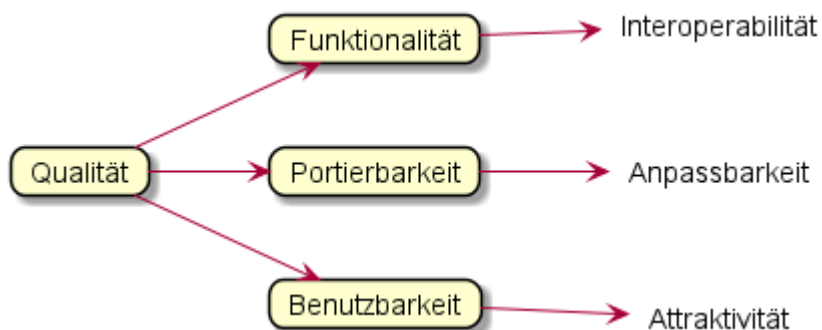 Funktionalität
Interoperabilität
Qualität
Portierbarkeit
Anpassbarkeit
Benutzbarkeit
Attraktivität